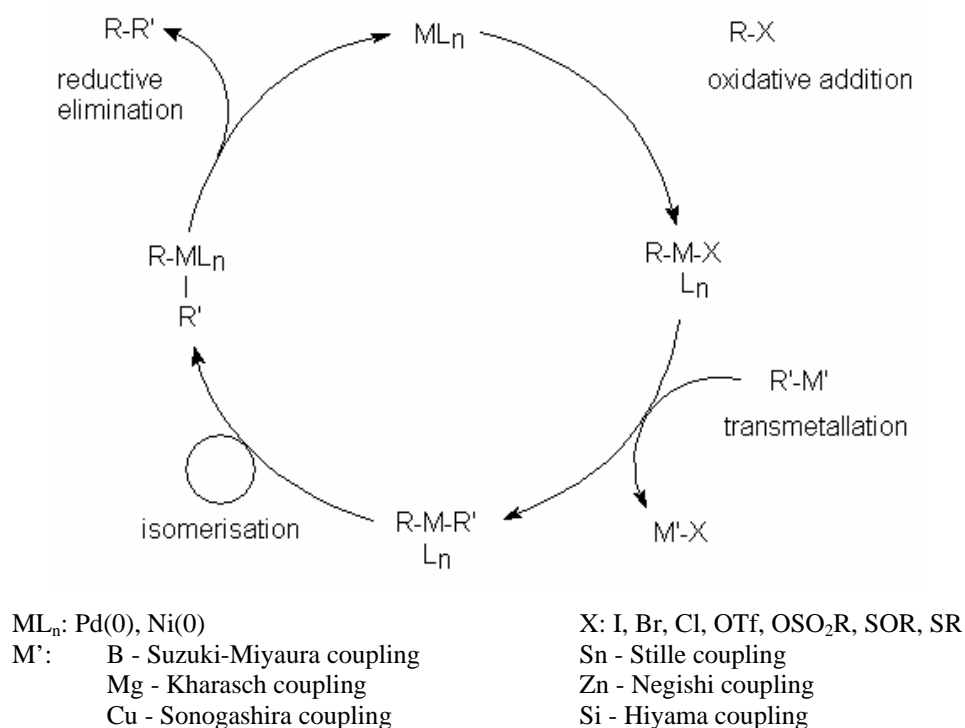 R-R'
MLn
R-X
reductive
elimination
oxidative addition
R-MLn
R'
R-M-X
Ln
R'-M'
transmetallation
isomerisation
R-M-R'
Ln
M'-X
MLn: Pd(0), Ni(0)
X: I, Br, Cl, OTf, OSO2R, SOR, SR
M’: B - Suzuki-Miyaura coupling
Sn - Stille coupling
Mg - Kharasch coupling
Zn - Negishi coupling
Cu - Sonogashira coupling
Si - Hiyama coupling